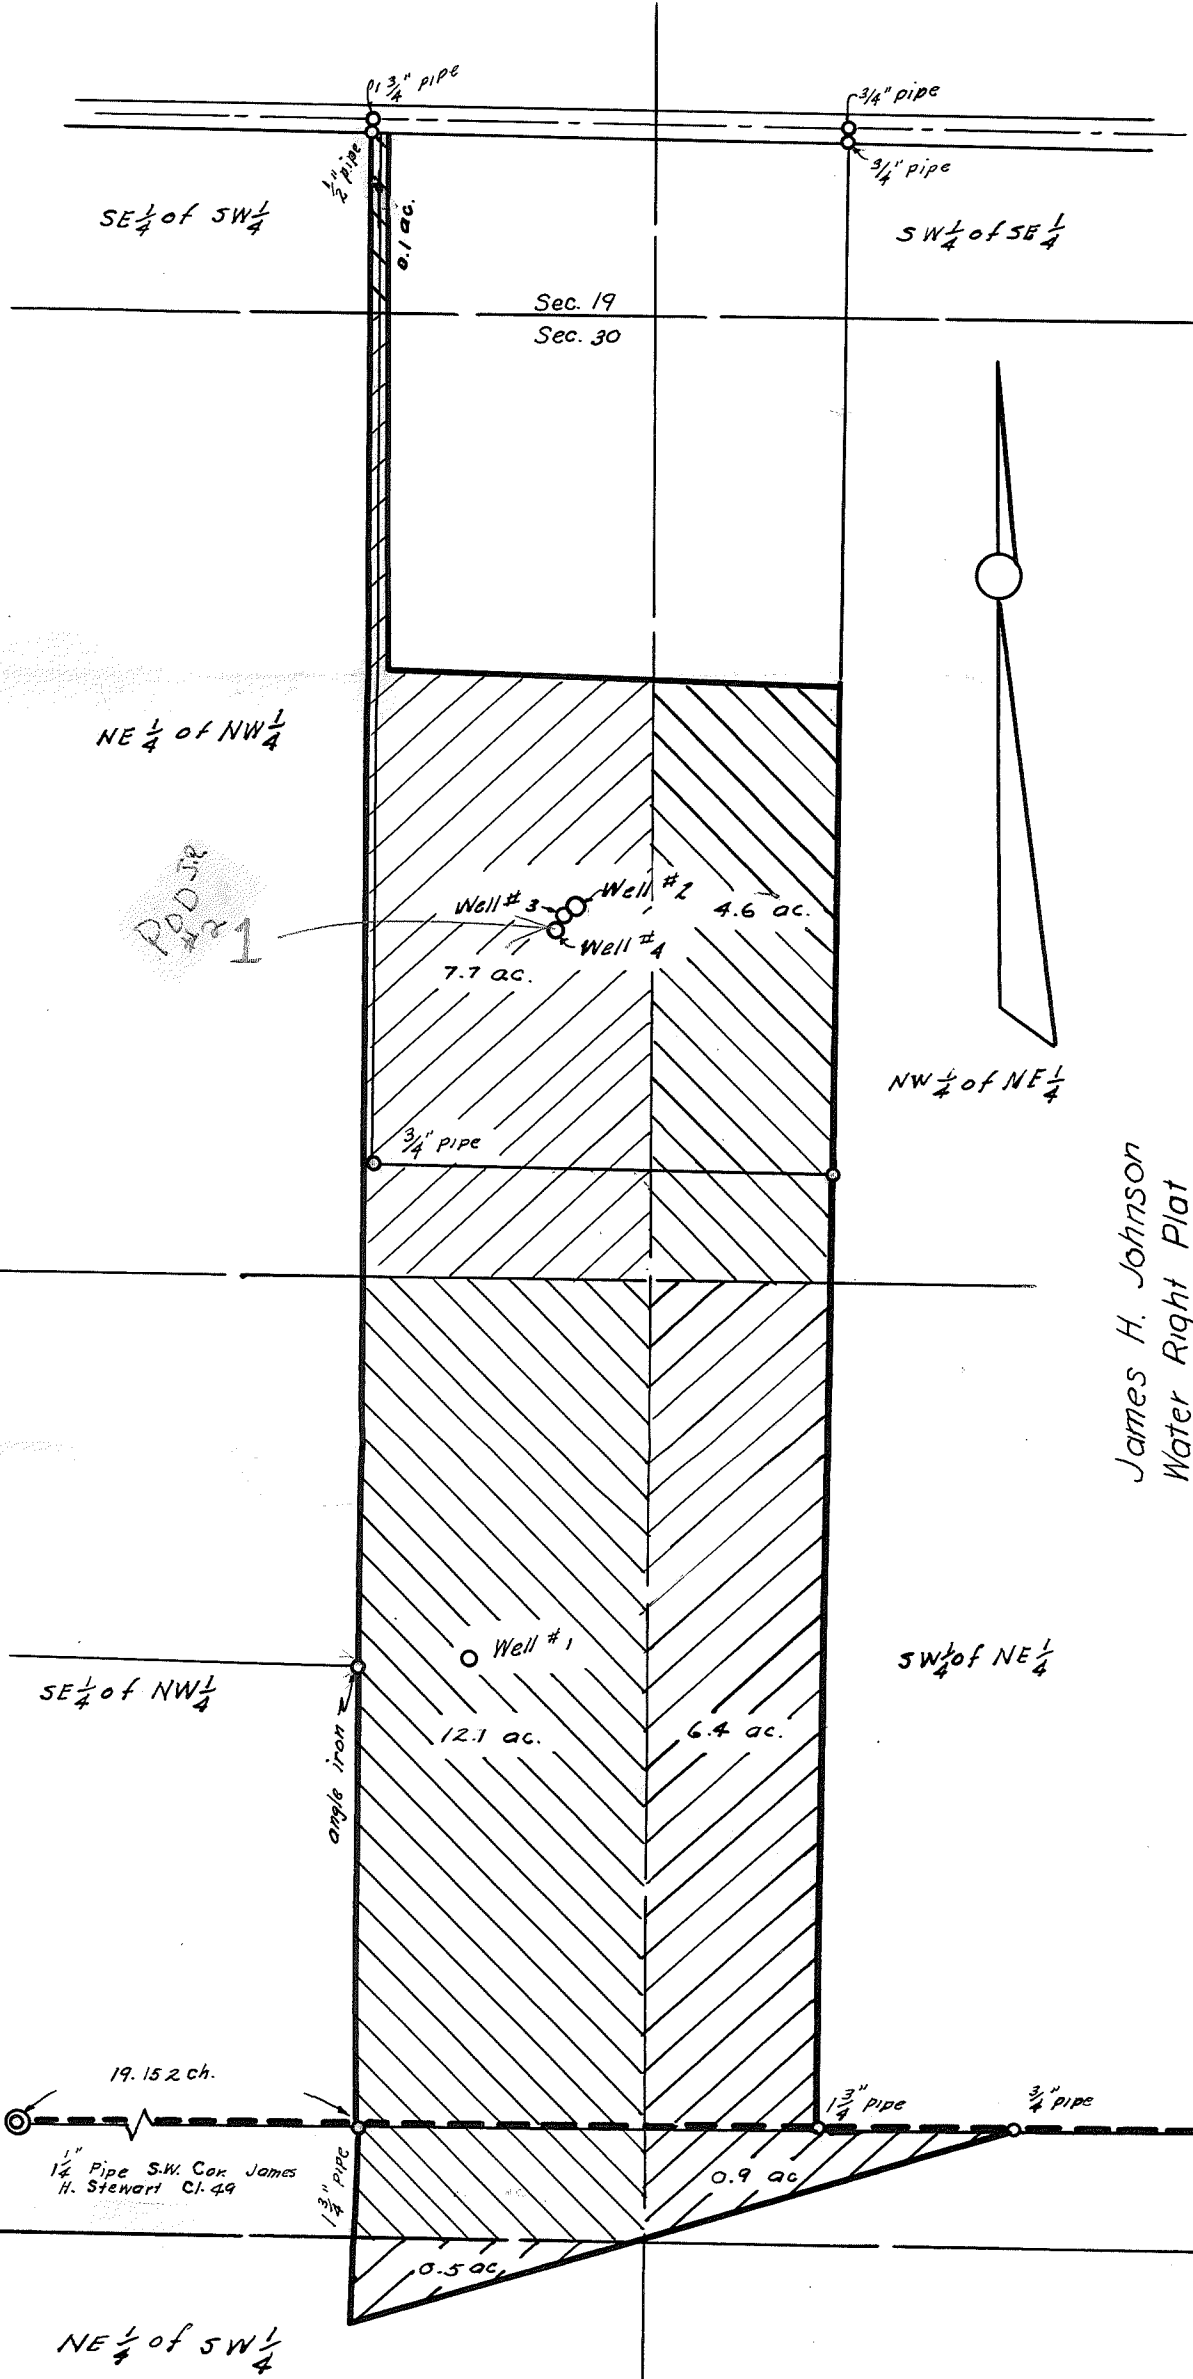 1 3/4" pipe
3/4" pipe
1/2" pipe
3/4" pipe
0.1 ac.
SE 1/4 of SW 1/4
SW 1/4 of SE 1/4
Sec. 19
Sec. 30
NE 1/4 of NW 1/4
POD
#2 1
Well #3
Well #2
4.6 ac.
Well #4
7.7 ac.
NW 1/4 of NE 1/4
3/4" pipe
James H. Johnson
Water Right Plat
Well #1
SW 1/4 of NE 1/4
SE 1/4 of NW 1/4
12.1 ac.
6.4 ac.
angle iron
19.152 ch.
1 3/4" pipe
3/4" pipe
1 1/4" Pipe S.W. Cor. James
H. Stewart Cl. 49
1 3/4" pipe
0.9 ac
0.5 ac
NE 1/4 of SW 1/4